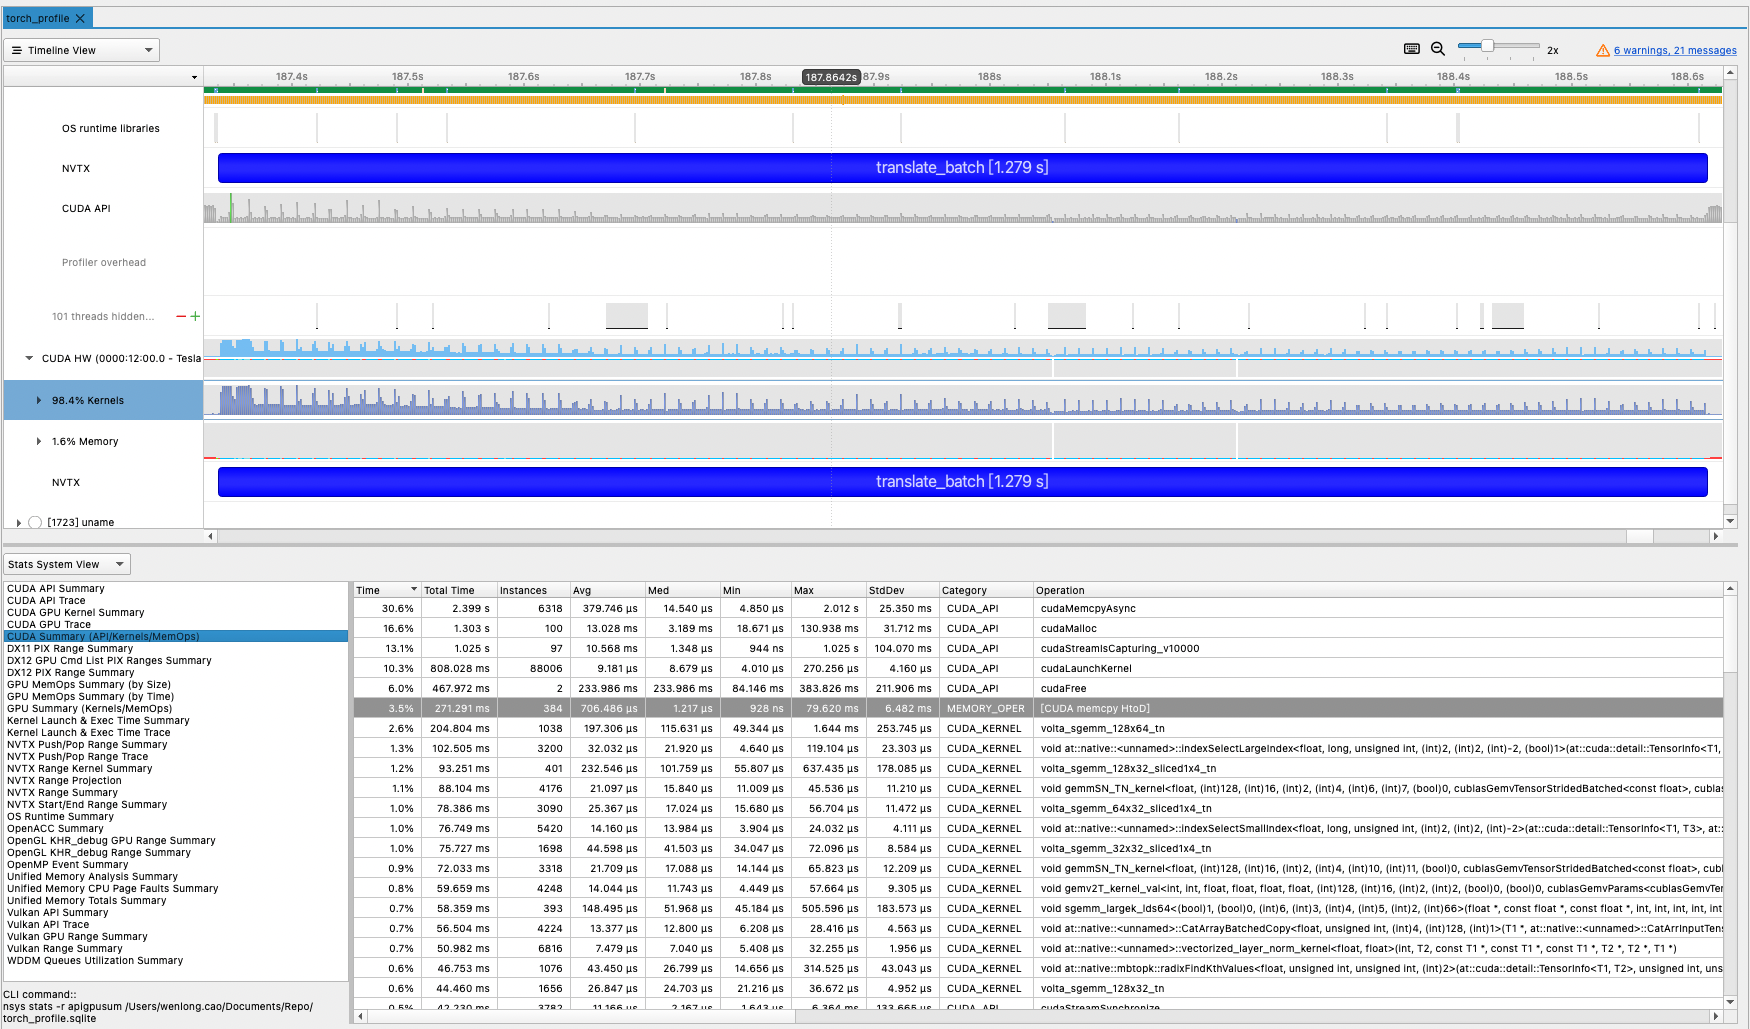 torch_profile
Timeline View
2x
6 warnings, 21 messages
187.4s 187.5s 187.6s 187.7s 187.8s 187.8642s 187.9s 188s 188.1s 188.2s 188.3s 188.4s 188.5s 188.6s
OS runtime libraries
NVTX
translate_batch [1.279 s]
CUDA API
Profiler overhead
101 threads hidden...
CUDA HW (0000:12:00.0 - Tesla
98.4% Kernels
1.6% Memory
NVTX
translate_batch [1.279 s]
[1723] uname
Stats System View
CUDA API Summary
CUDA API Trace
CUDA GPU Kernel Summary
CUDA GPU Trace
CUDA Summary (API/Kernels/MemOps)
DX11 PIX Range Summary
DX12 GPU Cmd List PIX Ranges Summary
DX12 PIX Range Summary
GPU MemOps Summary (by Size)
GPU MemOps Summary (by Time)
GPU Summary (Kernels/MemOps)
Kernel Launch & Exec Time Summary
Kernel Launch & Exec Time Trace
NVTX Push/Pop Range Summary
NVTX Push/Pop Range Trace
NVTX Range Kernel Summary
NVTX Range Projection
NVTX Range Summary
NVTX Start/End Range Summary
OS Runtime Summary
OpenACC Summary
OpenGL KHR_debug GPU Range Summary
OpenGL KHR_debug Range Summary
OpenMP Event Summary
Unified Memory Analysis Summary
Unified Memory CPU Page Faults Summary
Unified Memory Totals Summary
Vulkan API Summary
Vulkan API Trace
Vulkan GPU Range Summary
Vulkan Range Summary
WDDM Queues Utilization Summary
CLI command::
nsys stats -r apigpusum /Users/wenlong.cao/Documents/Repo/
torch_profile.sqlite
Time Total Time Instances Avg Med Min Max StdDev Category Operation
30.6% 2.399 s 6318 379.746 μs 14.540 μs 4.850 μs 2.012 s 25.350 ms CUDA_API cudaMemcpyAsync
16.6% 1.303 s 100 13.028 ms 3.189 ms 18.671 μs 130.938 ms 31.712 ms CUDA_API cudaMalloc
13.1% 1.025 s 97 10.568 ms 1.348 μs 944 ns 1.025 s 104.070 ms CUDA_API cudaStreamIsCapturing_v10000
10.3% 808.028 ms 88006 9.181 μs 8.679 μs 4.010 μs 270.256 μs 4.160 μs CUDA_API cudaLaunchKernel
6.0% 467.972 ms 2 233.986 ms 233.986 ms 84.146 ms 383.826 ms 211.906 ms CUDA_API cudaFree
3.5% 271.291 ms 384 706.486 μs 1.217 μs 928 ns 79.620 ms 6.482 ms MEMORY_OPER [CUDA memcpy HtoD]
2.6% 204.804 ms 1038 197.306 μs 115.631 μs 49.344 μs 1.644 ms 253.745 μs CUDA_KERNEL volta_sgemm_128x64_tn
1.3% 102.505 ms 3200 32.032 μs 21.920 μs 4.640 μs 119.104 μs 23.303 μs CUDA_KERNEL void at::native::<unnamed>::indexSelectLargeIndex<float, long, unsigned int, (int)2, (int)2, (int)-2, (bool)1>(at::cuda::detail::TensorInfo<T1,
1.2% 93.251 ms 401 232.546 μs 101.759 μs 55.807 μs 637.435 μs 178.085 μs CUDA_KERNEL volta_sgemm_128x32_sliced1x4_tn
1.1% 88.104 ms 4176 21.097 μs 15.840 μs 11.009 μs 45.536 μs 11.210 μs CUDA_KERNEL void gemmSN_TN_kernel<float, (int)128, (int)16, (int)2, (int)4, (int)6, (int)7, (bool)0, cublasGemvTensorStridedBatched<const float>, cublas
1.0% 78.386 ms 3090 25.367 μs 17.024 μs 15.680 μs 56.704 μs 11.472 μs CUDA_KERNEL volta_sgemm_64x32_sliced1x4_tn
1.0% 76.749 ms 5420 14.160 μs 13.984 μs 3.904 μs 24.032 μs 4.111 μs CUDA_KERNEL void at::native::<unnamed>::indexSelectSmallIndex<float, long, unsigned int, (int)2, (int)2, (int)-2>(at::cuda::detail::TensorInfo<T1, T3>, at::
1.0% 75.727 ms 1698 44.598 μs 41.503 μs 34.047 μs 72.096 μs 8.584 μs CUDA_KERNEL volta_sgemm_32x32_sliced1x4_tn
0.9% 72.033 ms 3318 21.709 μs 17.088 μs 14.144 μs 65.823 μs 12.209 μs CUDA_KERNEL void gemmSN_TN_kernel<float, (int)128, (int)16, (int)2, (int)4, (int)10, (int)11, (bool)0, cublasGemvTensorStridedBatched<const float>, cubl
0.8% 59.659 ms 4248 14.044 μs 11.743 μs 4.449 μs 57.664 μs 9.305 μs CUDA_KERNEL void gemv2T_kernel_val<int, int, float, float, float, float, (int)128, (int)16, (int)2, (int)2, (bool)0, (bool)0, cublasGemvParams<cublasGemvTer
0.7% 58.359 ms 393 148.495 μs 51.968 μs 45.184 μs 505.596 μs 183.573 μs CUDA_KERNEL void sgemm_largek_lds64<(bool)1, (bool)0, (int)6, (int)3, (int)4, (int)5, (int)2, (int)66>(float *, const float *, const float *, int, int, int, int, int
0.7% 56.504 ms 4224 13.377 μs 12.800 μs 6.208 μs 28.416 μs 4.563 μs CUDA_KERNEL void at::native::<unnamed>::CatArrayBatchedCopy<float, unsigned int, (int)4, (int)128, (int)1>(T1 *, at::native::<unnamed>::CatArrInputTens
0.7% 50.982 ms 6816 7.479 μs 7.040 μs 5.408 μs 32.255 μs 1.956 μs CUDA_KERNEL void at::native::<unnamed>::vectorized_layer_norm_kernel<float, float>(int, T2, const T1 *, const T1 *, const T1 *, T2 *, T2 *, T1 *)
0.6% 46.753 ms 1076 43.450 μs 26.799 μs 14.656 μs 314.525 μs 43.043 μs CUDA_KERNEL void at::native::mbtopk::radixFindKthValues<float, unsigned int, unsigned int, (int)2>(at::cuda::detail::TensorInfo<T1, T2>, unsigned int, uns
0.6% 44.460 ms 1656 26.847 μs 24.703 μs 21.216 μs 36.672 μs 4.952 μs CUDA_KERNEL volta_sgemm_128x32_tn
0.5% 42.230 ms 3782 11.166 μs 2.167 μs 1.643 μs 6.364 ms 133.665 μs CUDA_API cudaStreamSynchronize